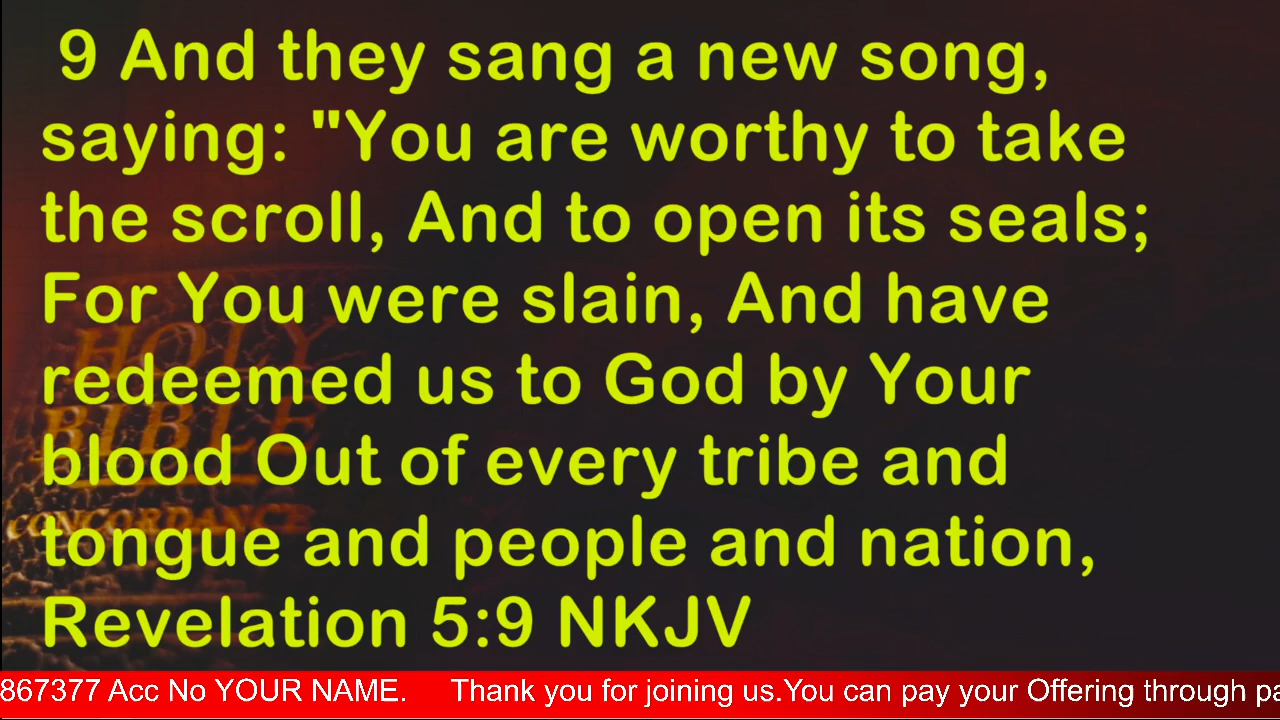 9 And they sang a new song,
saying: "You are worthy to take
the scroll, And to open its seals;
For You were slain, And have
redeemed us to God by Your
blood Out of every tribe and
tongue and people and nation,
Revelation 5:9 NKJV
HOLY
BIBLE
CONCORDANCE
867377 Acc No YOUR NAME. Thank you for joining us.You can pay your Offering through pa